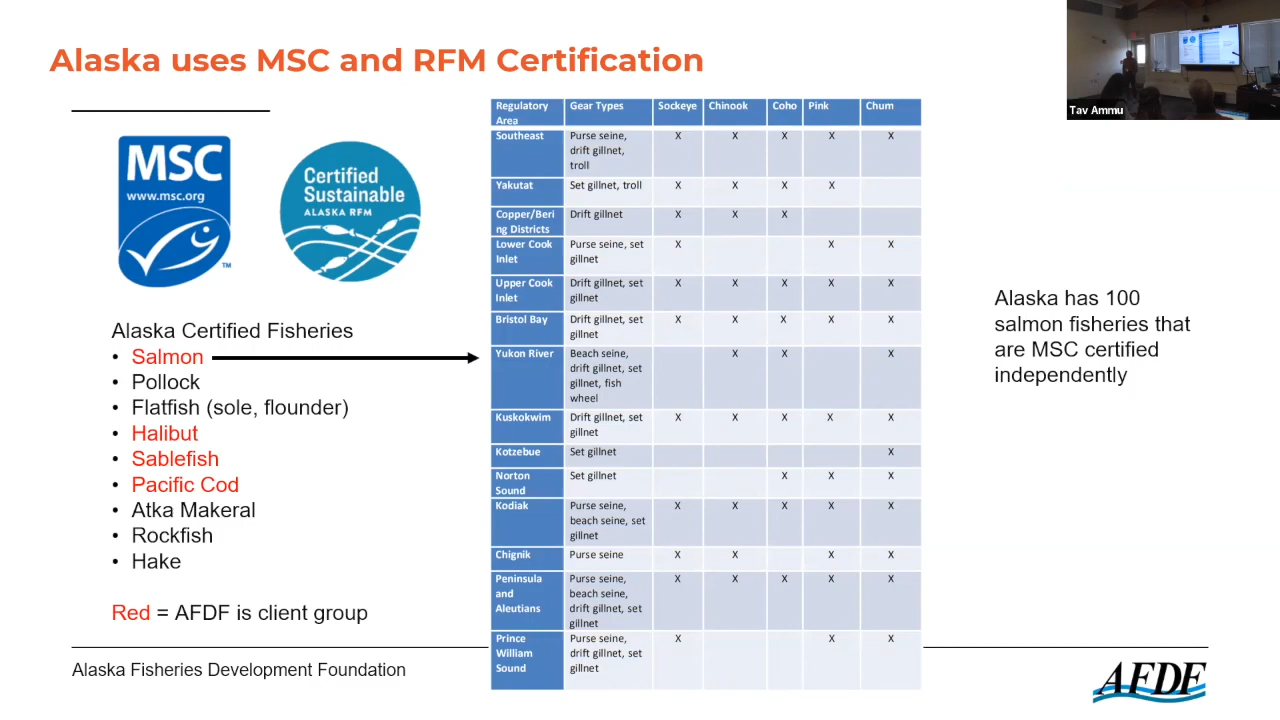 Alaska uses MSC and RFM Certification
Tav Ammu
MSC
www.msc.org
TM
Certified
Sustainable
ALASKA RFM
Alaska Certified Fisheries
• Salmon
• Pollock
• Flatfish (sole, flounder)
• Halibut
• Sablefish
• Pacific Cod
• Atka Makeral
• Rockfish
• Hake
Red = AFDF is client group
Regulatory Area Gear Types Sockeye Chinook Coho Pink Chum
Southeast Purse seine, drift gillnet, troll X X X X X
Yakutat Set gillnet, troll X X X X
Copper/Bering Districts Drift gillnet X X X
Lower Cook Inlet Purse seine, set gillnet X X X
Upper Cook Inlet Drift gillnet, set gillnet X X X X X
Bristol Bay Drift gillnet, set gillnet X X X X X
Yukon River Beach seine, drift gillnet, set gillnet, fish wheel X X X
Kuskokwim Drift gillnet, set gillnet X X X X X
Kotzebue Set gillnet X
Norton Sound Set gillnet X X X
Kodiak Purse seine, beach seine, set gillnet X X X X X
Chignik Purse seine X X X X
Peninsula and Aleutians Purse seine, beach seine, drift gillnet, set gillnet X X X X X
Prince William Sound Purse seine, drift gillnet, set gillnet X X X
Alaska has 100
salmon fisheries that
are MSC certified
independently
Alaska Fisheries Development Foundation
AFDF